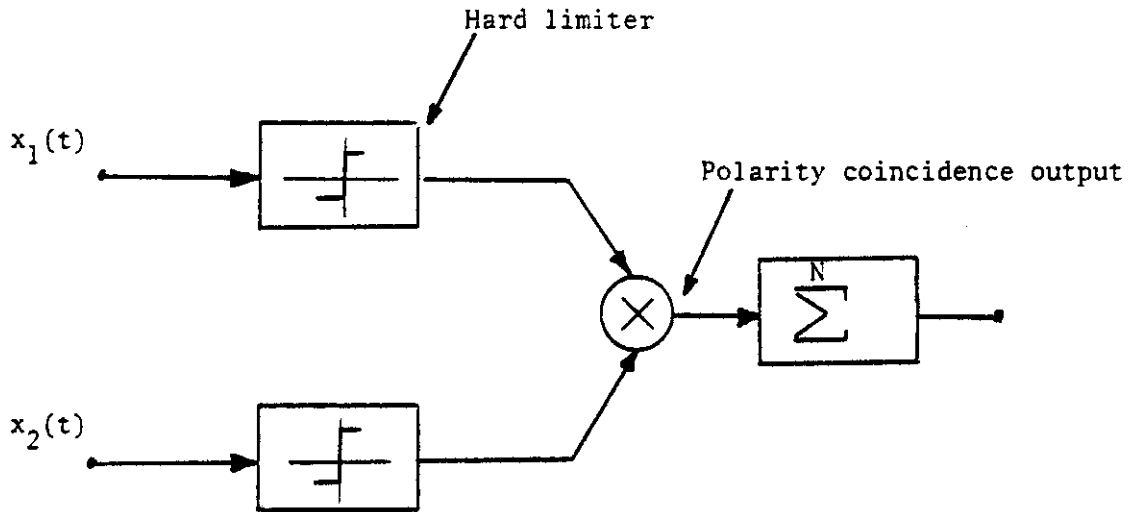 Hard limiter
x₁(t)
Polarity coincidence output
N
∑
x₂(t)